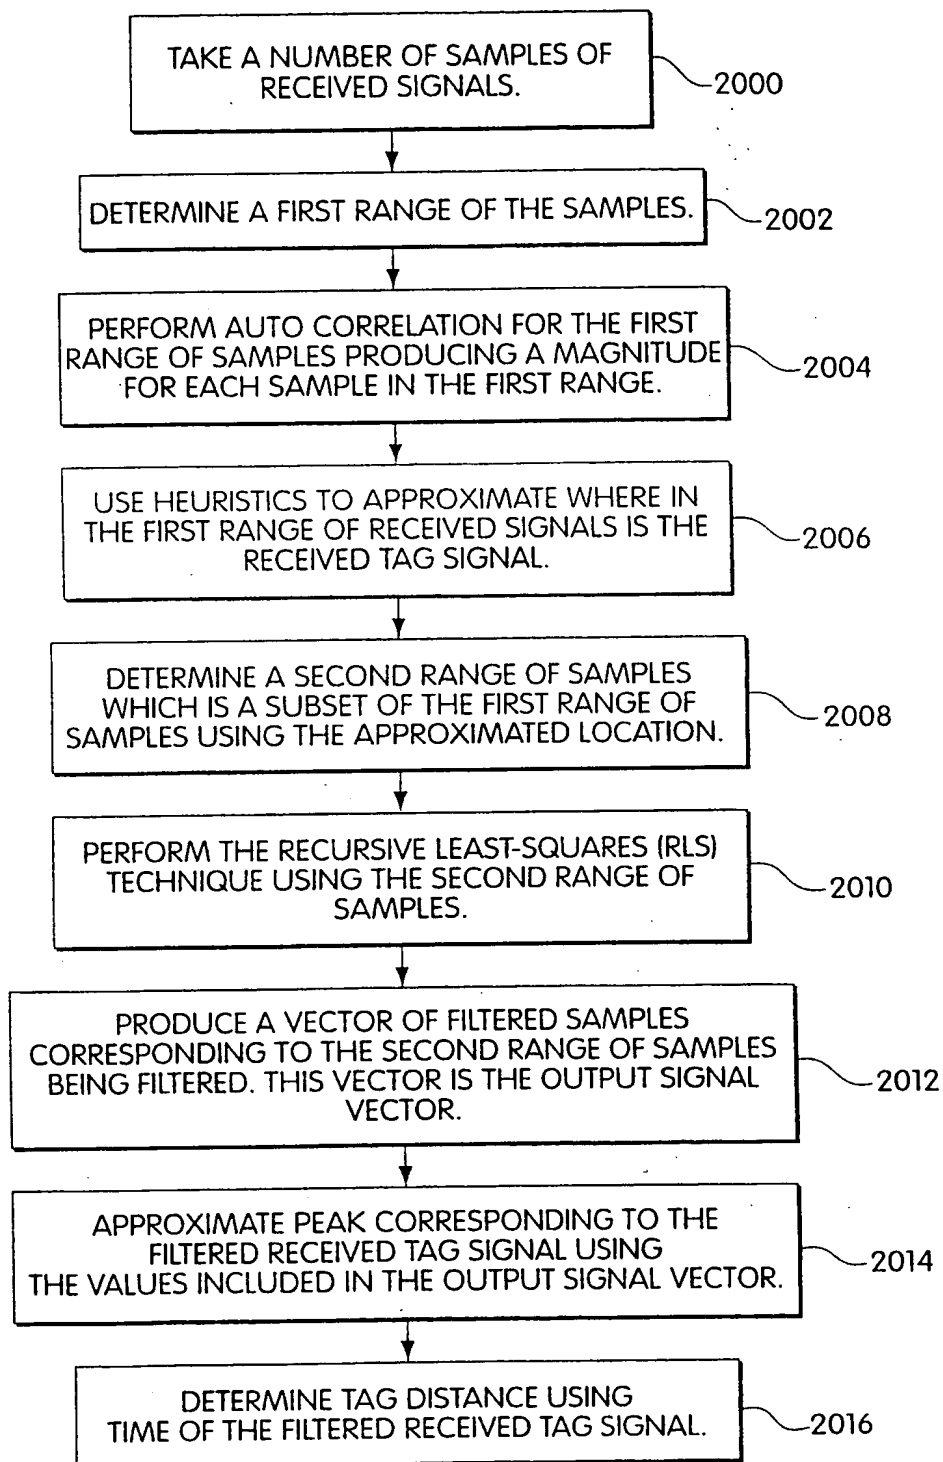 TAKE A NUMBER OF SAMPLES OF
RECEIVED SIGNALS.
2000
DETERMINE A FIRST RANGE OF THE SAMPLES.
2002
PERFORM AUTO CORRELATION FOR THE FIRST
RANGE OF SAMPLES PRODUCING A MAGNITUDE
FOR EACH SAMPLE IN THE FIRST RANGE.
2004
USE HEURISTICS TO APPROXIMATE WHERE IN
THE FIRST RANGE OF RECEIVED SIGNALS IS THE
RECEIVED TAG SIGNAL.
2006
DETERMINE A SECOND RANGE OF SAMPLES
WHICH IS A SUBSET OF THE FIRST RANGE OF
SAMPLES USING THE APPROXIMATED LOCATION.
2008
PERFORM THE RECURSIVE LEAST-SQUARES (RLS)
TECHNIQUE USING THE SECOND RANGE OF
SAMPLES.
2010
PRODUCE A VECTOR OF FILTERED SAMPLES
CORRESPONDING TO THE SECOND RANGE OF SAMPLES
BEING FILTERED. THIS VECTOR IS THE OUTPUT SIGNAL
VECTOR.
2012
APPROXIMATE PEAK CORRESPONDING TO THE
FILTERED RECEIVED TAG SIGNAL USING
THE VALUES INCLUDED IN THE OUTPUT SIGNAL VECTOR.
2014
DETERMINE TAG DISTANCE USING
TIME OF THE FILTERED RECEIVED TAG SIGNAL.
2016